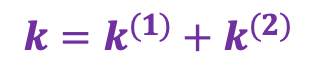 k = k⁽¹⁾ + k⁽²⁾